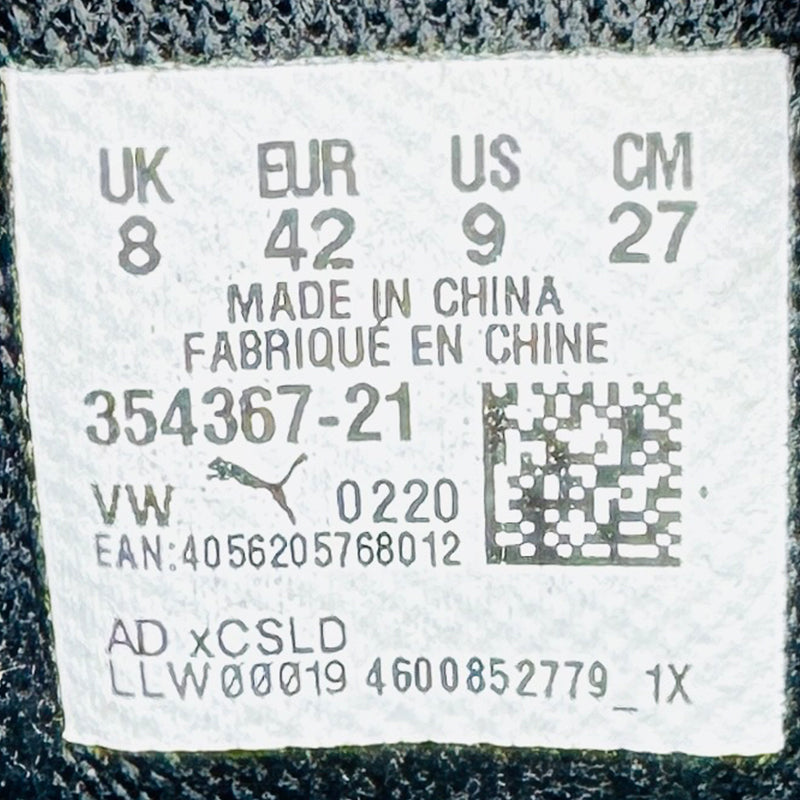 UK EUR US CM
8 42 9 27
MADE IN CHINA
FABRIQUÉ EN CHINE
354367-21
VW 0220
EAN:4056205768012
AD xCSLD
LLW00019 4600852779_1X